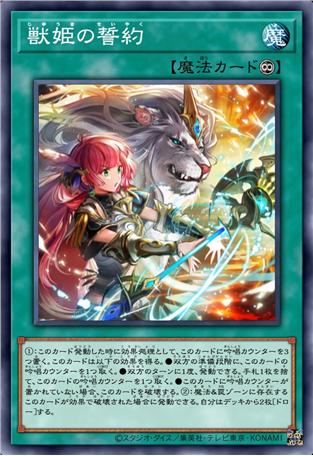 獣姫の誓約
魔
【魔法カード】
①:このカード発動した時に効果処理として、このカードに吟唱カウンターを3
つ置く。このカードは以下の効果を得る。●双方の準備段階に、このカードの
吟唱カウンターを1つ取く。●双方のターンに1度、発動できる。手札1枚を捨
て、このカードの吟唱カウンターを1つ取く。●このカードに吟唱カウンターが
置かれていない場合、このカードを破壊する。②:魔法&罠ゾーンに存在する
このカードが効果で破壊された場合に発動できる。自分はデッキから2枚[ドロ
ー]する。
©スタジオ・ダイス/集英社・テレビ東京・KONAMI